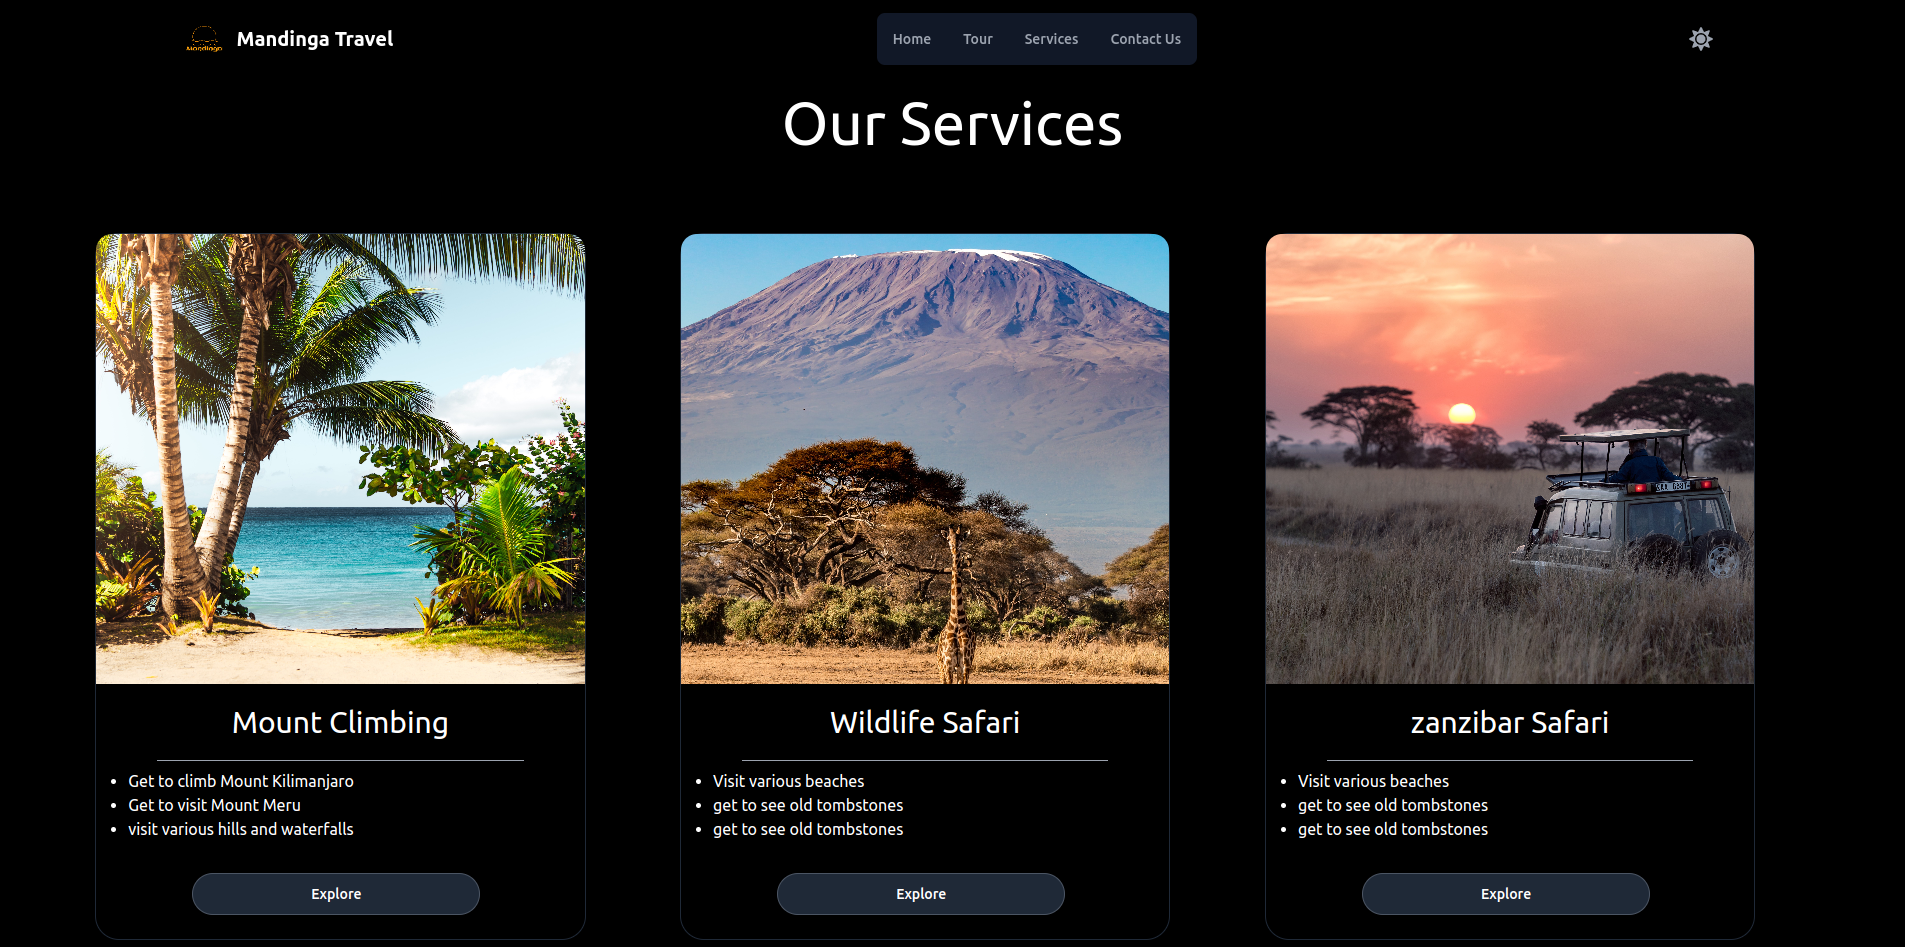 Mandinga
Mandinga Travel
Home
Tour
Services
Contact Us
Our Services
Mount Climbing
Get to climb Mount Kilimanjaro
Get to visit Mount Meru
visit various hills and waterfalls
Explore
Wildlife Safari
Visit various beaches
get to see old tombstones
get to see old tombstones
Explore
zanzibar Safari
Visit various beaches
get to see old tombstones
get to see old tombstones
Explore